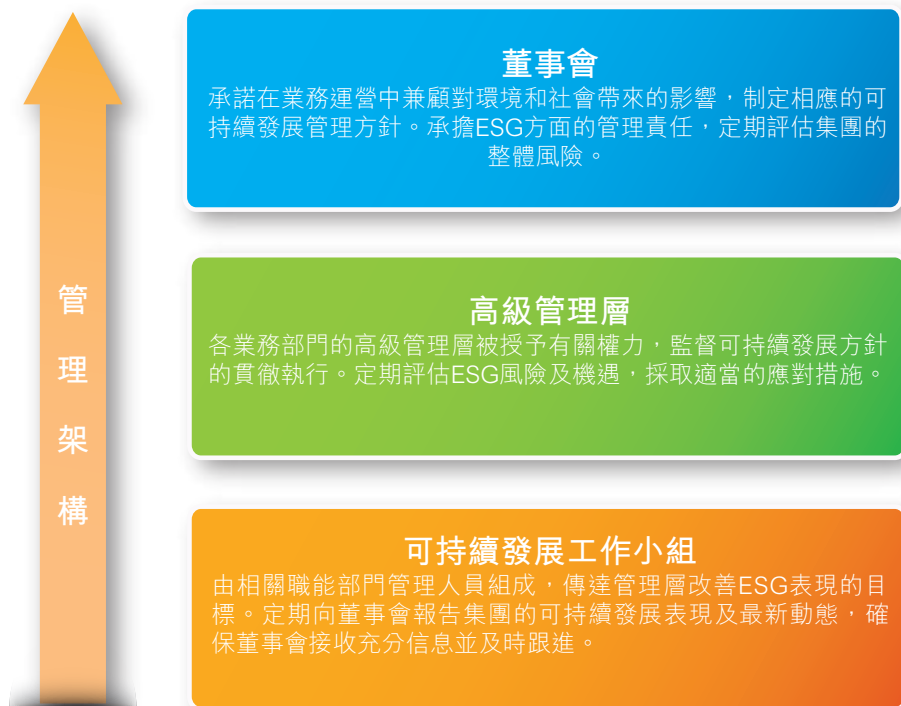 管
理
架
構
董事會
承諾在業務運營中兼顧對環境和社會帶來的影響，制定相應的可
持續發展管理方針。承擔ESG方面的管理責任，定期評估集團的
整體風險。
高級管理層
各業務部門的高級管理層被授予有關權力，監督可持續發展方針
的貫徹執行。定期評估ESG風險及機遇，採取適當的應對措施。
可持續發展工作小組
由相關職能部門管理人員組成，傳達管理層改善ESG表現的目
標。定期向董事會報告集團的可持續發展表現及最新動態，確
保董事會接收充分信息並及時跟進。